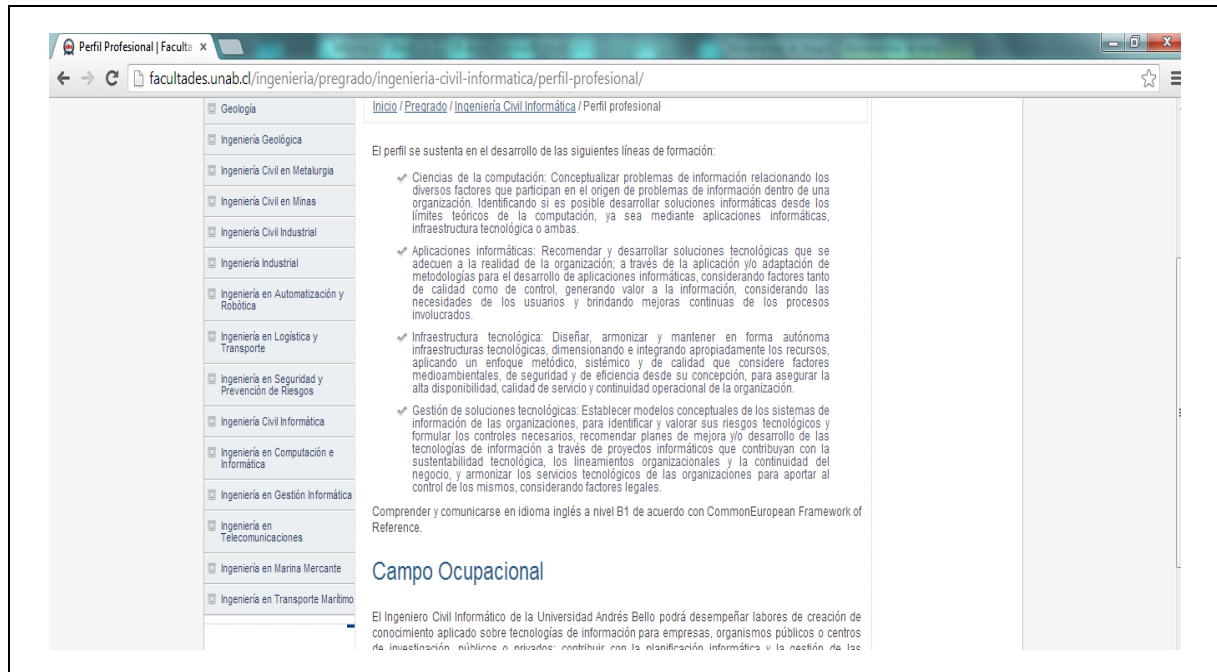 Perfil Profesional | Faculta
facultades.unab.cl/ingenieria/pregrado/ingenieria-civil-informatica/perfil-profesional/
Geología
Ingeniería Geológica
Ingeniería Civil en Metalurgia
Ingeniería Civil en Minas
Ingeniería Civil Industrial
Ingeniería Industrial
Ingeniería en Automatización y
Robótica
Ingeniería en Logística y
Transporte
Ingeniería en Seguridad y
Prevención de Riesgos
Ingeniería Civil Informática
Ingeniería en Computación e
Informática
Ingeniería en Gestión Informática
Ingeniería en
Telecomunicaciones
Ingeniería en Marina Mercante
Ingeniería en Transporte Marítimo
Inicio / Pregrado / Ingeniería Civil Informática / Perfil profesional
El perfil se sustenta en el desarrollo de las siguientes líneas de formación:
Ciencias de la computación: Conceptualizar problemas de información relacionando los
diversos factores que participan en el origen de problemas de información dentro de una
organización. Identificando si es posible desarrollar soluciones informáticas desde los
límites teóricos de la computación, ya sea mediante aplicaciones informáticas,
infraestructura tecnológica o ambas.
Aplicaciones informáticas: Recomendar y desarrollar soluciones tecnológicas que se
adecuen a la realidad de la organización; a través de la aplicación y/o adaptación de
metodologías para el desarrollo de aplicaciones informáticas, considerando factores tanto
de calidad como de control, generando valor a la información, considerando las
necesidades de los usuarios y brindando mejoras continuas de los procesos
involucrados.
Infraestructura tecnológica: Diseñar, armonizar y mantener en forma autónoma
infraestructuras tecnológicas, dimensionando e integrando apropiadamente los recursos,
aplicando un enfoque metódico, sistémico y de calidad que considere factores
medioambientales, de seguridad y de eficiencia desde su concepción, para asegurar la
alta disponibilidad, calidad de servicio y continuidad operacional de la organización.
Gestión de soluciones tecnológicas: Establecer modelos conceptuales de los sistemas de
información de las organizaciones, para identificar y valorar sus riesgos tecnológicos y
formular los controles necesarios, recomendar planes de mejora y/o desarrollo de las
tecnologías de información a través de proyectos informáticos que contribuyan con la
sustentabilidad tecnológica, los lineamientos organizacionales y la continuidad del
negocio, y armonizar los servicios tecnológicos de las organizaciones para aportar al
control de los mismos, considerando factores legales.
Comprender y comunicarse en idioma inglés a nivel B1 de acuerdo con CommonEuropean Framework of
Reference.
Campo Ocupacional
El Ingeniero Civil Informático de la Universidad Andrés Bello podrá desempeñar labores de creación de
conocimiento aplicado sobre tecnologías de información para empresas, organismos públicos o centros
de investigación, públicos o privados; contribuir con la planificación informática y la gestión de las